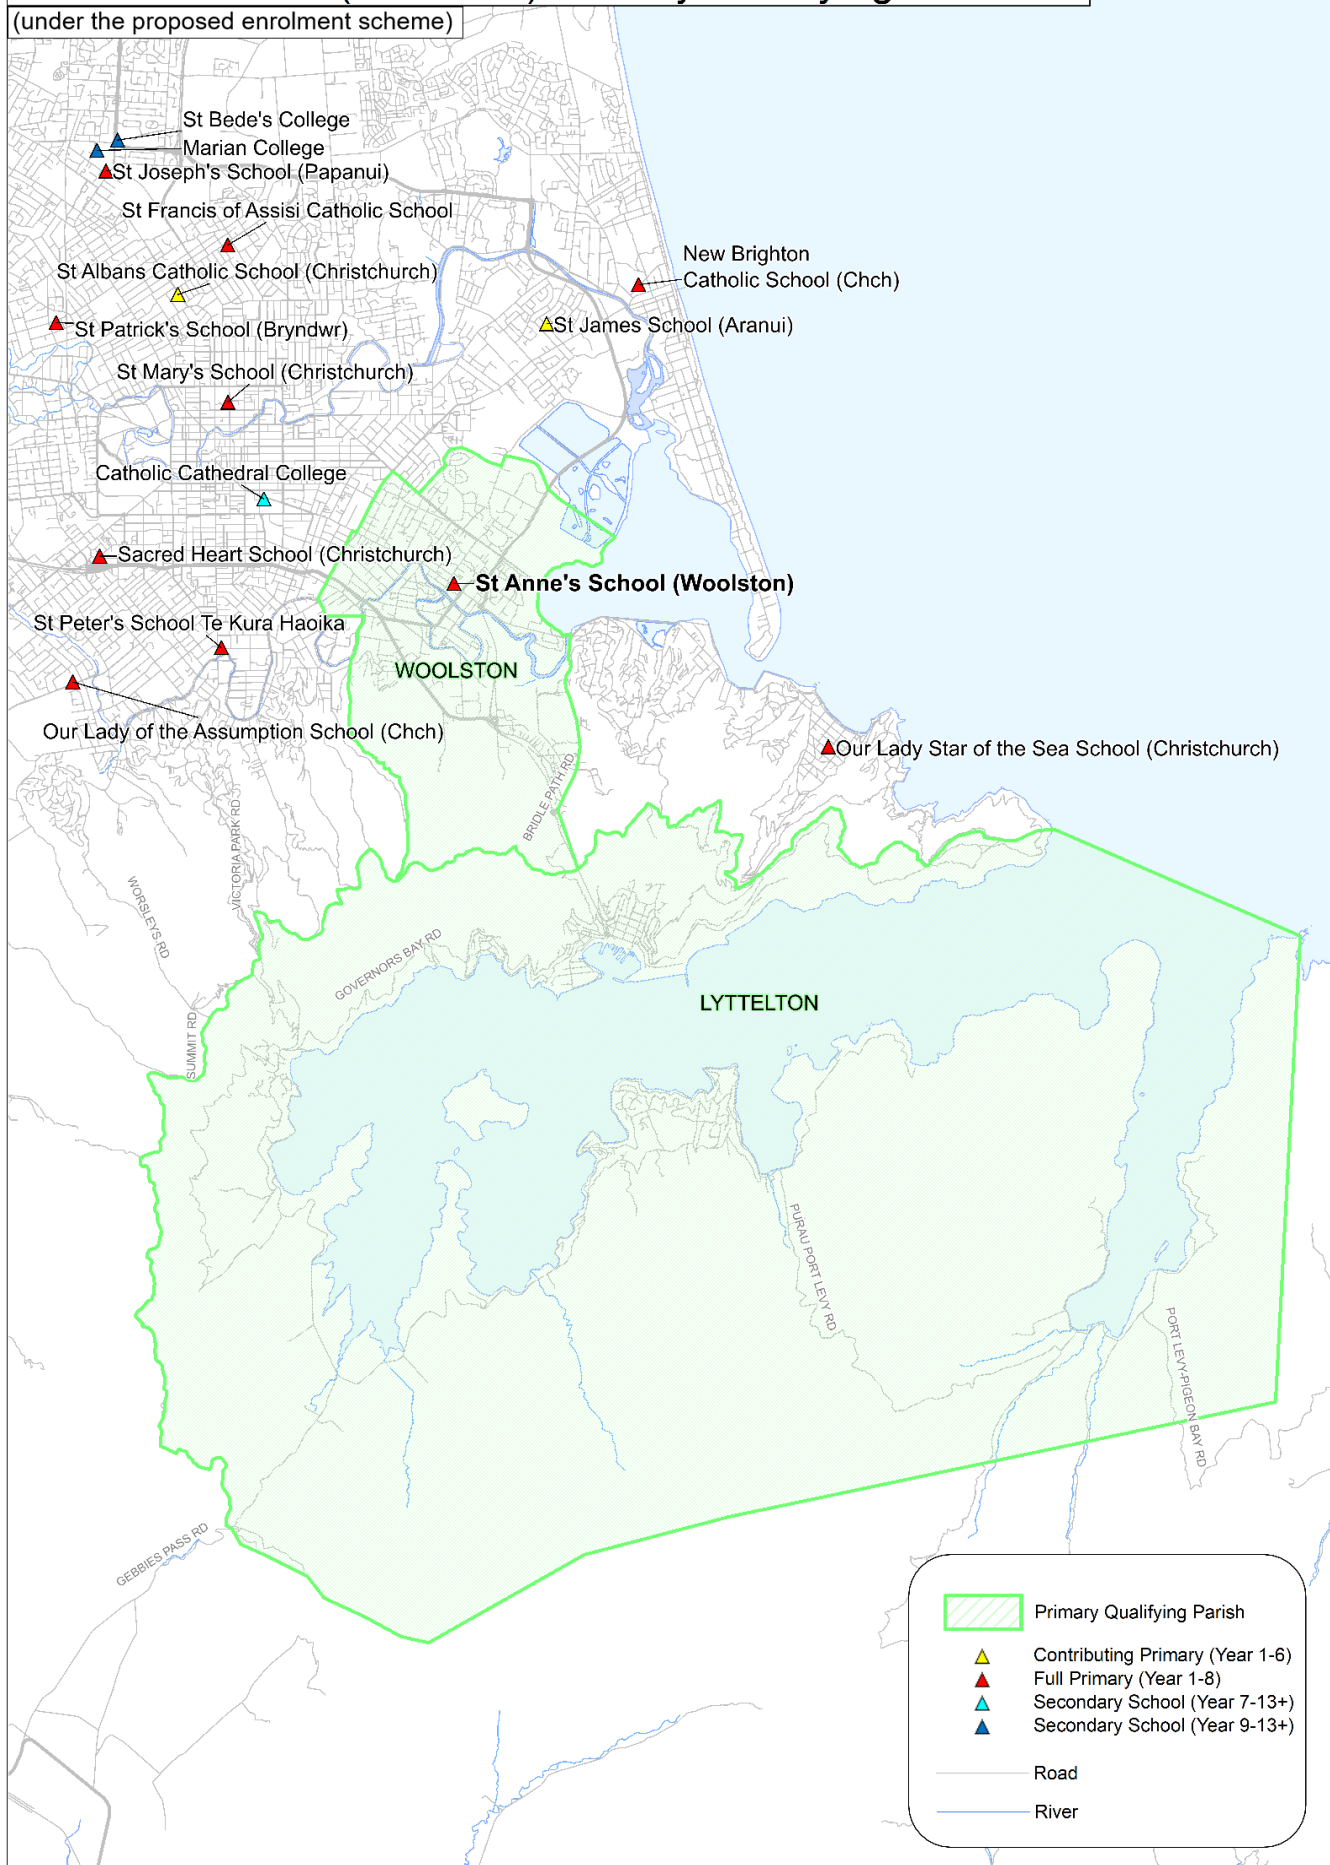 (under the proposed enrolment scheme)
St Bede's College
Marian College
St Joseph's School (Papanui)
St Francis of Assisi Catholic School
New Brighton
Catholic School (Chch)
St Albans Catholic School (Christchurch)
St James School (Aranui)
St Patrick's School (Bryndwr)
St Mary's School (Christchurch)
Catholic Cathedral College
Sacred Heart School (Christchurch)
St Anne's School (Woolston)
St Peter's School Te Kura Haoika
WOOLSTON
Our Lady of the Assumption School (Chch)
Our Lady Star of the Sea School (Christchurch)
BRIDLE PATH RD
VICTORIA PARK RD
WORSLEYS RD
GOVERNORS BAY RD
LYTTELTON
SUMMIT RD
PURAU PORT LEVY RD
PORT LEVY-PIGEON BAY RD
GEBBIES PASS RD
Primary Qualifying Parish
Contributing Primary (Year 1-6)
Full Primary (Year 1-8)
Secondary School (Year 7-13+)
Secondary School (Year 9-13+)
Road
River